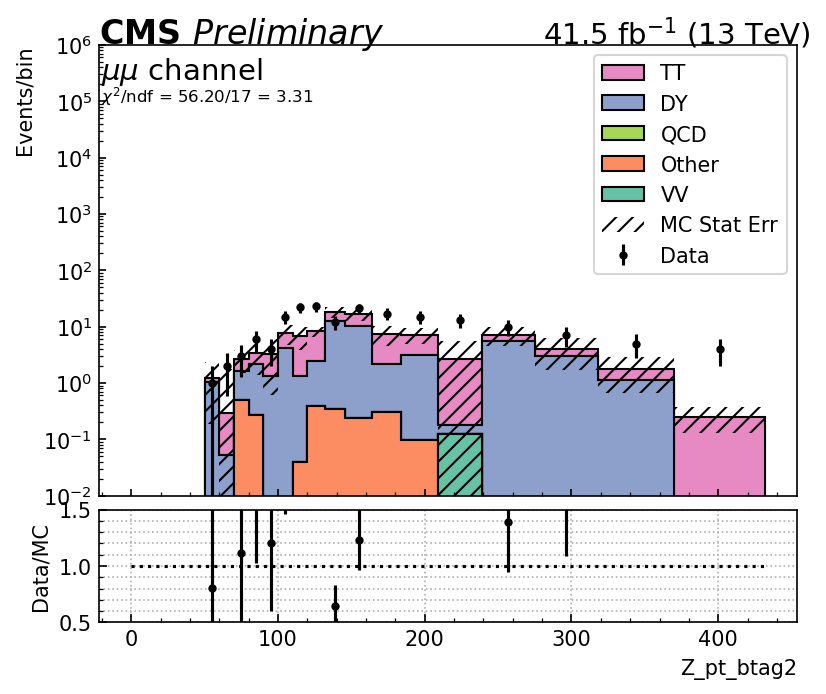 CMS Preliminary 41.5 fb⁻¹ (13 TeV)
μμ channel
χ²/ndf = 56.20/17 = 3.31
Events/bin
10⁶
10⁵
10⁴
10³
10²
10¹
10⁰
10⁻¹
10⁻²
TT
DY
QCD
Other
VV
MC Stat Err
Data
Data/MC
1.5
1.0
0.5
0 100 200 300 400
Z_pt_btag2